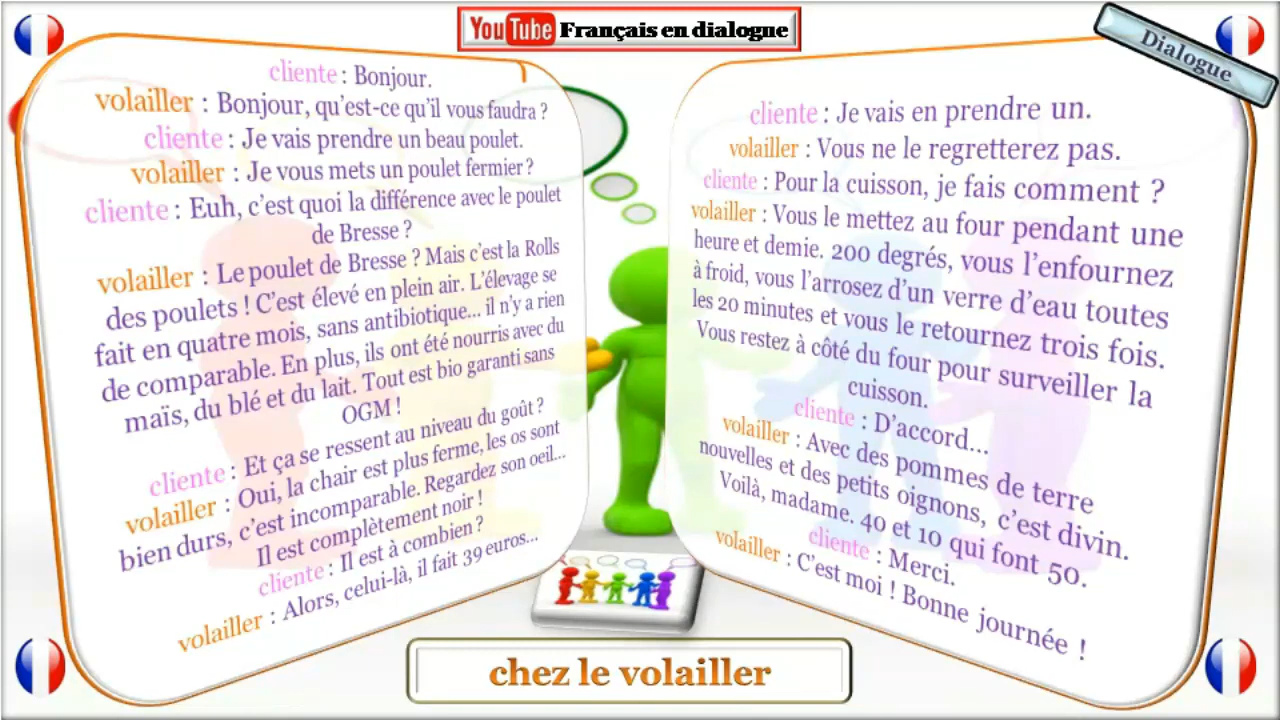 YouTube Français en dialogue
Dialogue
cliente : Bonjour.
volailler : Bonjour, qu'est-ce qu'il vous faudra ?
cliente : Je vais prendre un beau poulet.
volailler : Je vous mets un poulet fermier ?
cliente : Euh, c'est quoi la différence avec le poulet
de Bresse ?
volailler : Le poulet de Bresse ? Mais c'est la Rolls
des poulets ! C'est élevé en plein air. L'élevage se
fait en quatre mois, sans antibiotique... il n'y a rien
de comparable. En plus, ils ont été nourris avec du
maïs, du blé et du lait. Tout est bio garanti sans
OGM !
cliente : Et ça se ressent au niveau du goût ?
volailler : Oui, la chair est plus ferme, les os sont
bien durs, c'est incomparable. Regardez son oeil...
Il est complètement noir !
cliente : Il est à combien ?
volailler : Alors, celui-là, il fait 39 euros...
cliente : Je vais en prendre un.
volailler : Vous ne le regretterez pas.
cliente : Pour la cuisson, je fais comment ?
volailler : Vous le mettez au four pendant une
heure et demie. 200 degrés, vous l'enfournez
à froid, vous l'arrosez d'un verre d'eau toutes
les 20 minutes et vous le retournez trois fois.
Vous restez à côté du four pour surveiller la
cuisson.
cliente : D'accord...
volailler : Avec des pommes de terre
nouvelles et des petits oignons, c'est divin.
Voilà, madame. 40 et 10 qui font 50.
cliente : Merci.
volailler : C'est moi ! Bonne journée !
chez le volailler